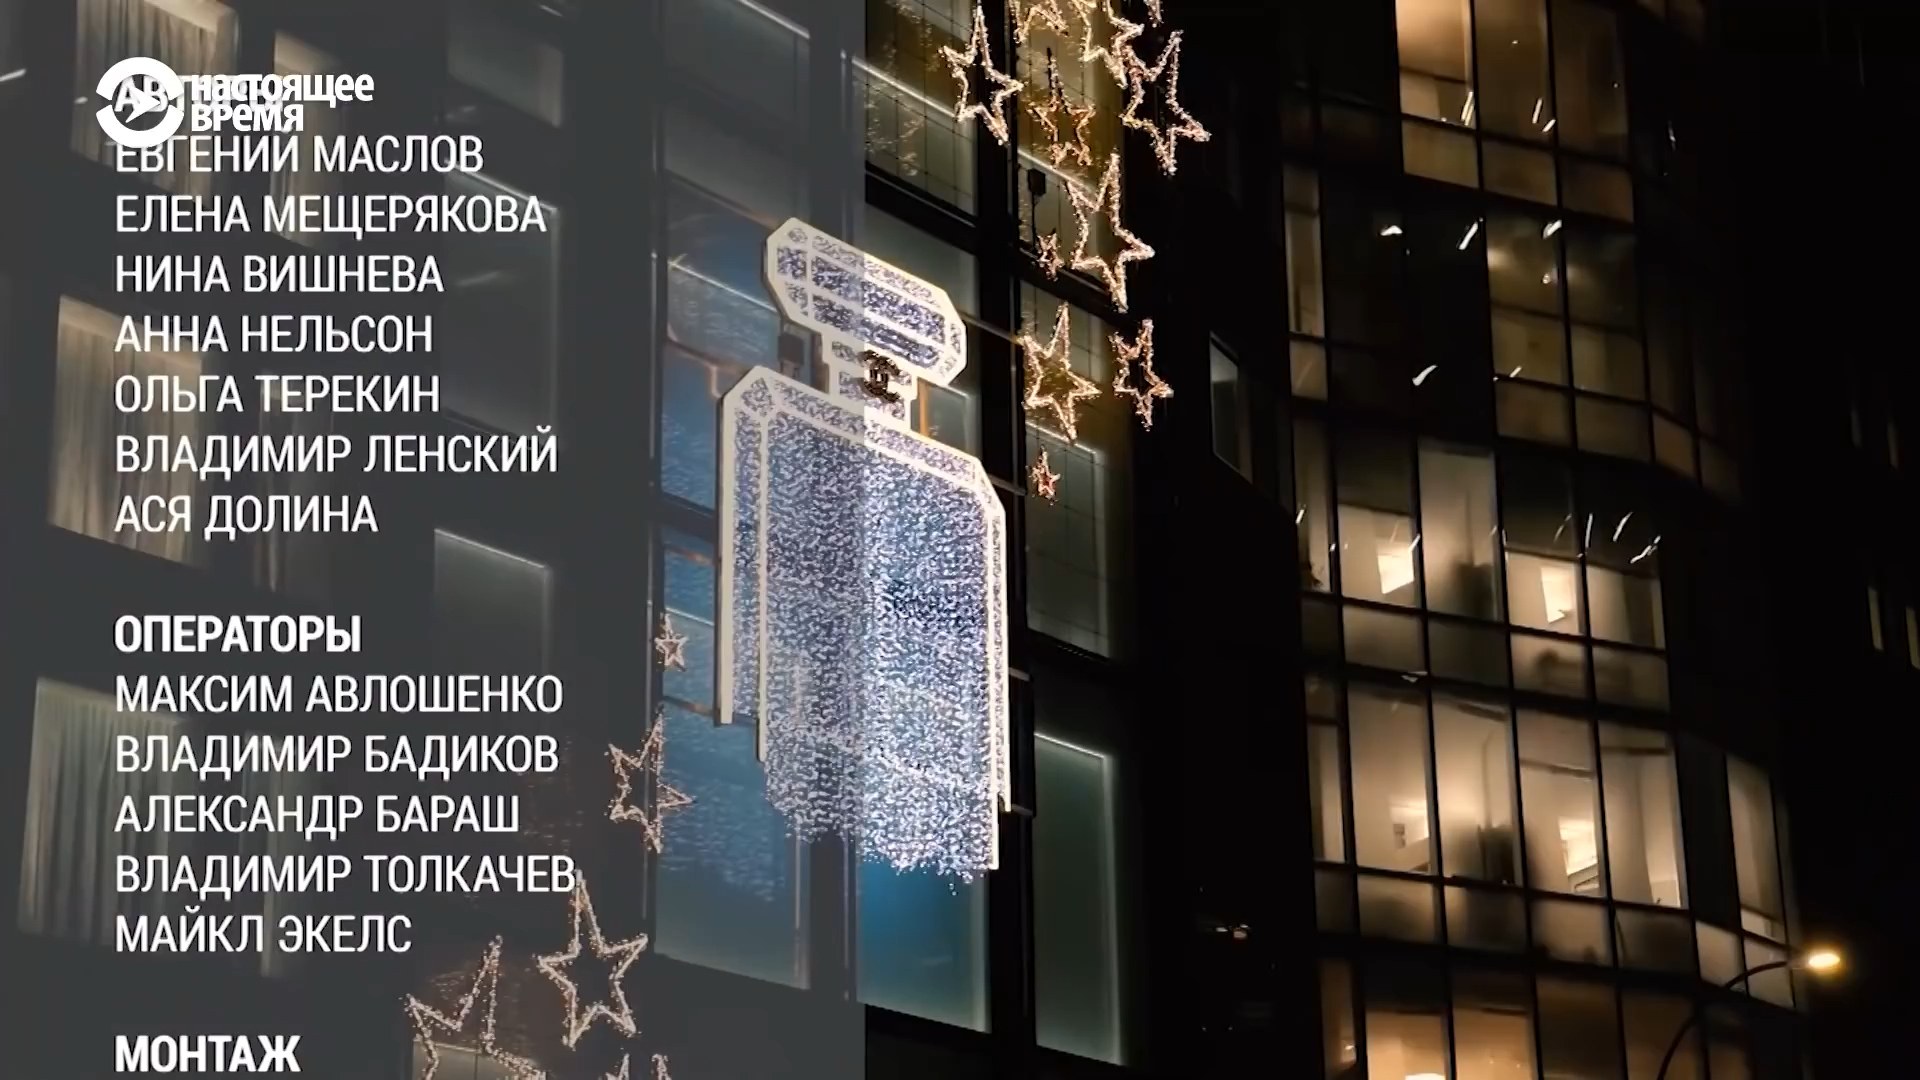 настоящее
время
ЕВГЕНИЙ МАСЛОВ
ЕЛЕНА МЕЩЕРЯКОВА
НИНА ВИШНЕВА
АННА НЕЛЬСОН
ОЛЬГА ТЕРЕКИН
ВЛАДИМИР ЛЕНСКИЙ
АСЯ ДОЛИНА
ОПЕРАТОРЫ
МАКСИМ АВЛОШЕНКО
ВЛАДИМИР БАДИКОВ
АЛЕКСАНДР БАРАШ
ВЛАДИМИР ТОЛКАЧЕВ
МАЙКЛ ЭКЕЛС
МОНТАЖ